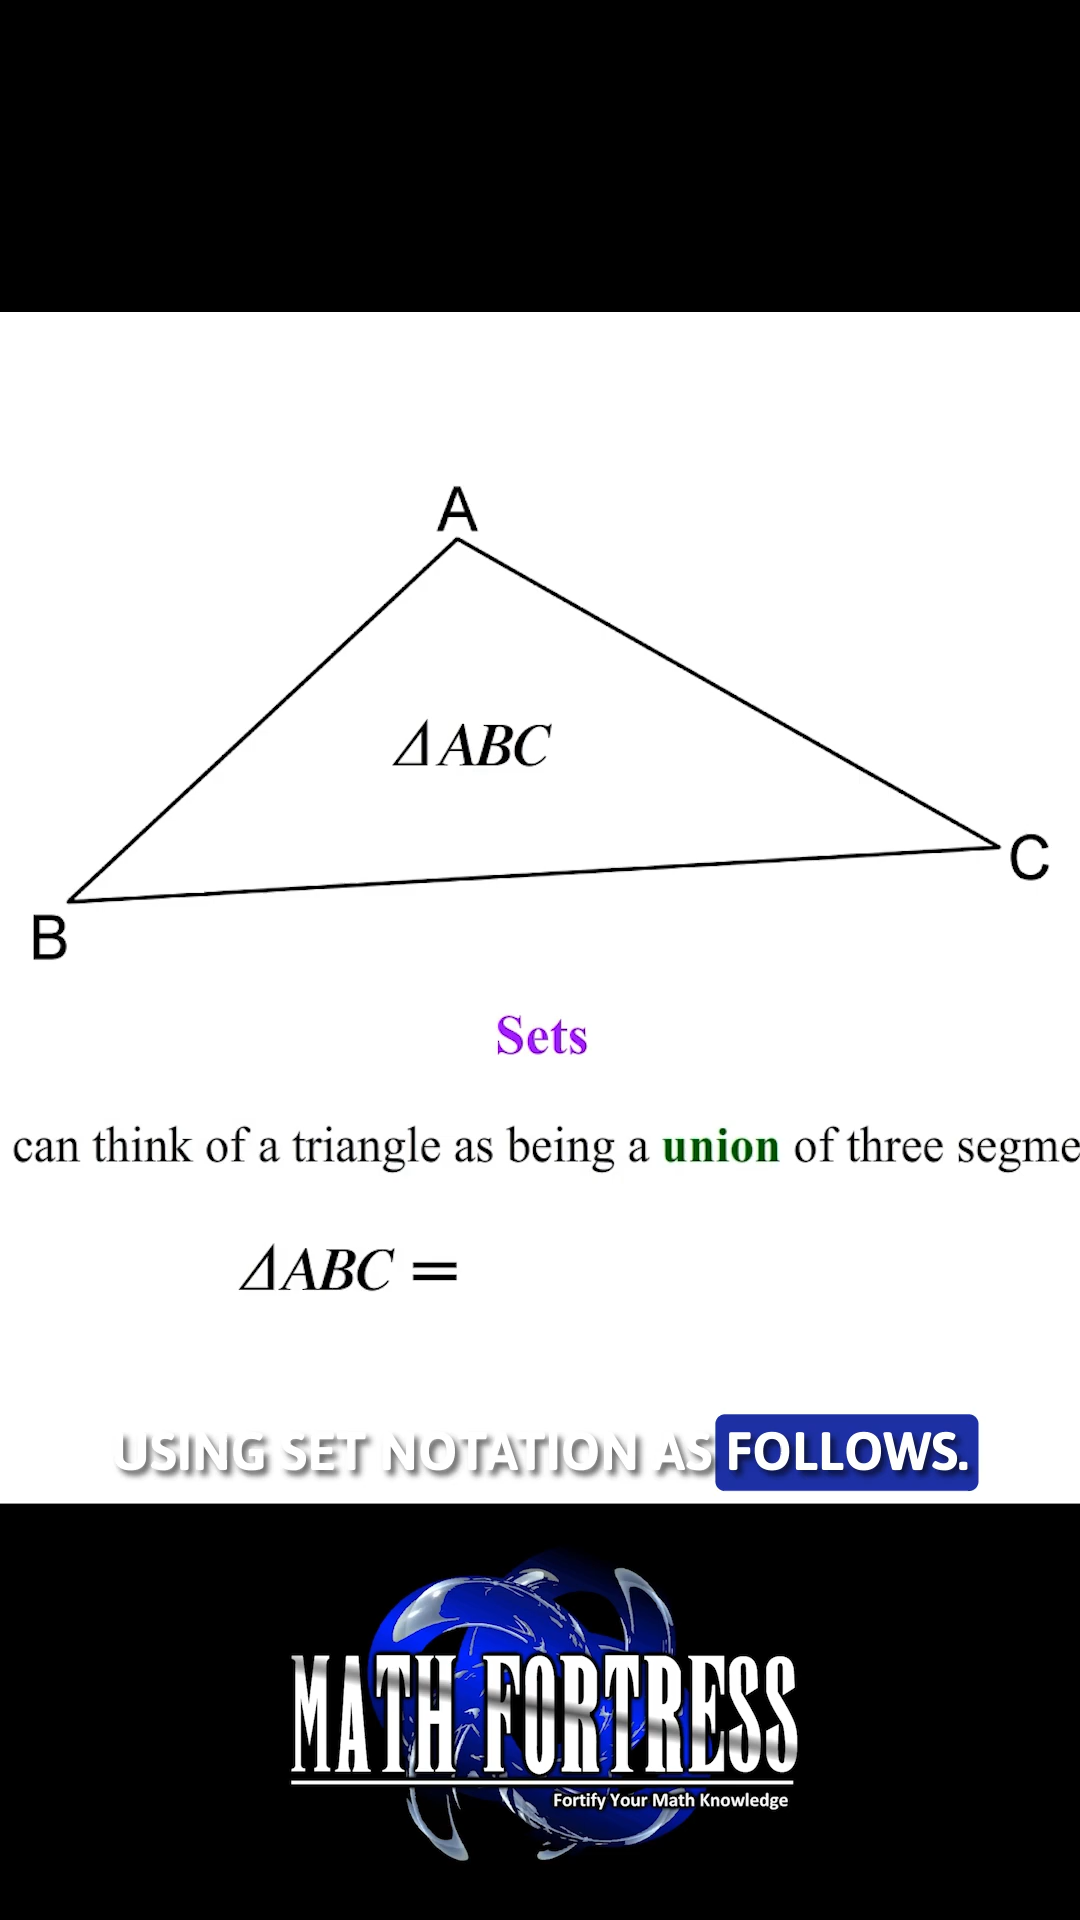 A
ΔABC
C
B
Sets
can think of a triangle as being a union of three segme
ΔABC =
USING SET NOTATION AS FOLLOWS.
MATH FORTRESS
Fortify Your Math Knowledge